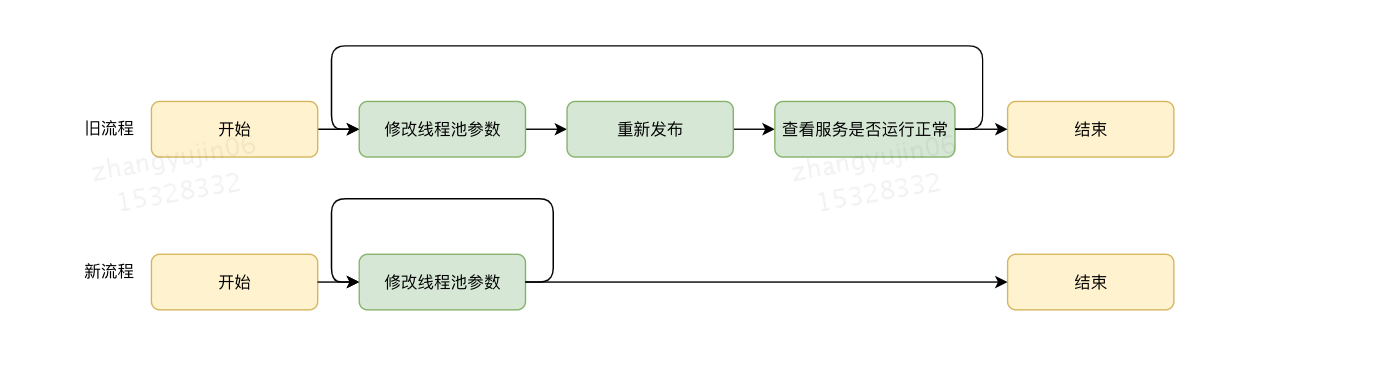 旧流程
开始
修改线程池参数
重新发布
查看服务是否运行正常
结束
zhangyujin06
15328332
zhangyujin06
15328332
新流程
开始
修改线程池参数
结束